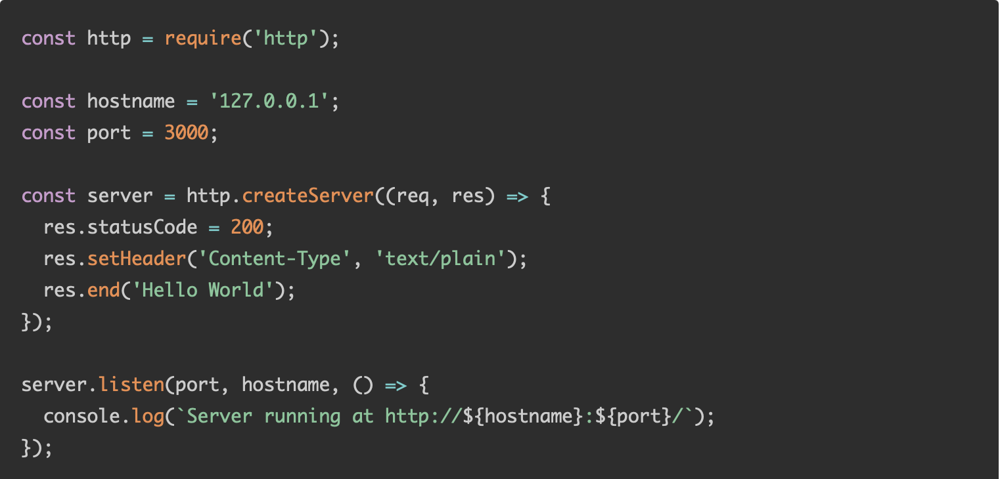 const http = require('http');

const hostname = '127.0.0.1';
const port = 3000;

const server = http.createServer((req, res) => {
  res.statusCode = 200;
  res.setHeader('Content-Type', 'text/plain');
  res.end('Hello World');
});

server.listen(port, hostname, () => {
  console.log(`Server running at http://${hostname}:${port}/`);
});